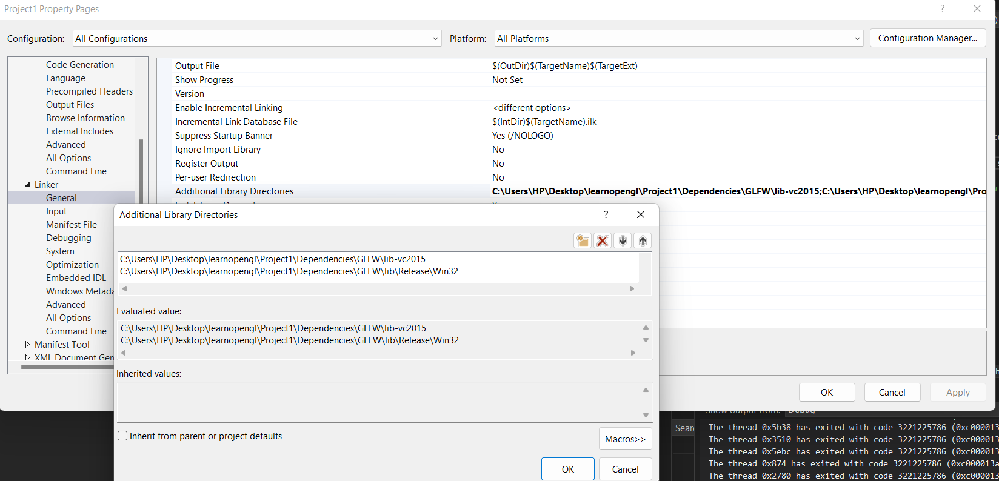 Project1 Property Pages
?
Configuration: All Configurations Platform: All Platforms Configuration Manager...
Code Generation
Language
Precompiled Headers
Output Files
Browse Information
External Includes
Advanced
All Options
Command Line
Linker
General
Input
Manifest File
Debugging
System
Optimization
Embedded IDL
Windows Metada
Advanced
All Options
Command Line
Manifest Tool
XML Document Gen
Output File $(OutDir)$(TargetName)$(TargetExt)
Show Progress Not Set
Version
Enable Incremental Linking <different options>
Incremental Link Database File $(IntDir)$(TargetName).ilk
Suppress Startup Banner Yes (/NOLOGO)
Ignore Import Library No
Register Output No
Per-user Redirection No
Additional Library Directories C:\Users\HP\Desktop\learnopengl\Project1\Dependencies\GLFW\lib-vc2015;C:\Users\HP\Desktop\learnopengl\Pro
Additional Library Directories
?
C:\Users\HP\Desktop\learnopengl\Project1\Dependencies\GLFW\lib-vc2015
C:\Users\HP\Desktop\learnopengl\Project1\Dependencies\GLEW\lib\Release\Win32
Evaluated value:
C:\Users\HP\Desktop\learnopengl\Project1\Dependencies\GLFW\lib-vc2015
C:\Users\HP\Desktop\learnopengl\Project1\Dependencies\GLEW\lib\Release\Win32
Inherited values:
Inherit from parent or project defaults
Macros>>
OK Cancel
OK Cancel Apply
Show output from: Debug
Sear
The thread 0x5b38 has exited with code 3221225786 (0xc000013
The thread 0x3510 has exited with code 3221225786 (0xc000013
The thread 0x5ebc has exited with code 3221225786 (0xc000013
The thread 0x874 has exited with code 3221225786 (0xc000013a
The thread 0x2780 has exited with code 3221225786 (0xc000013